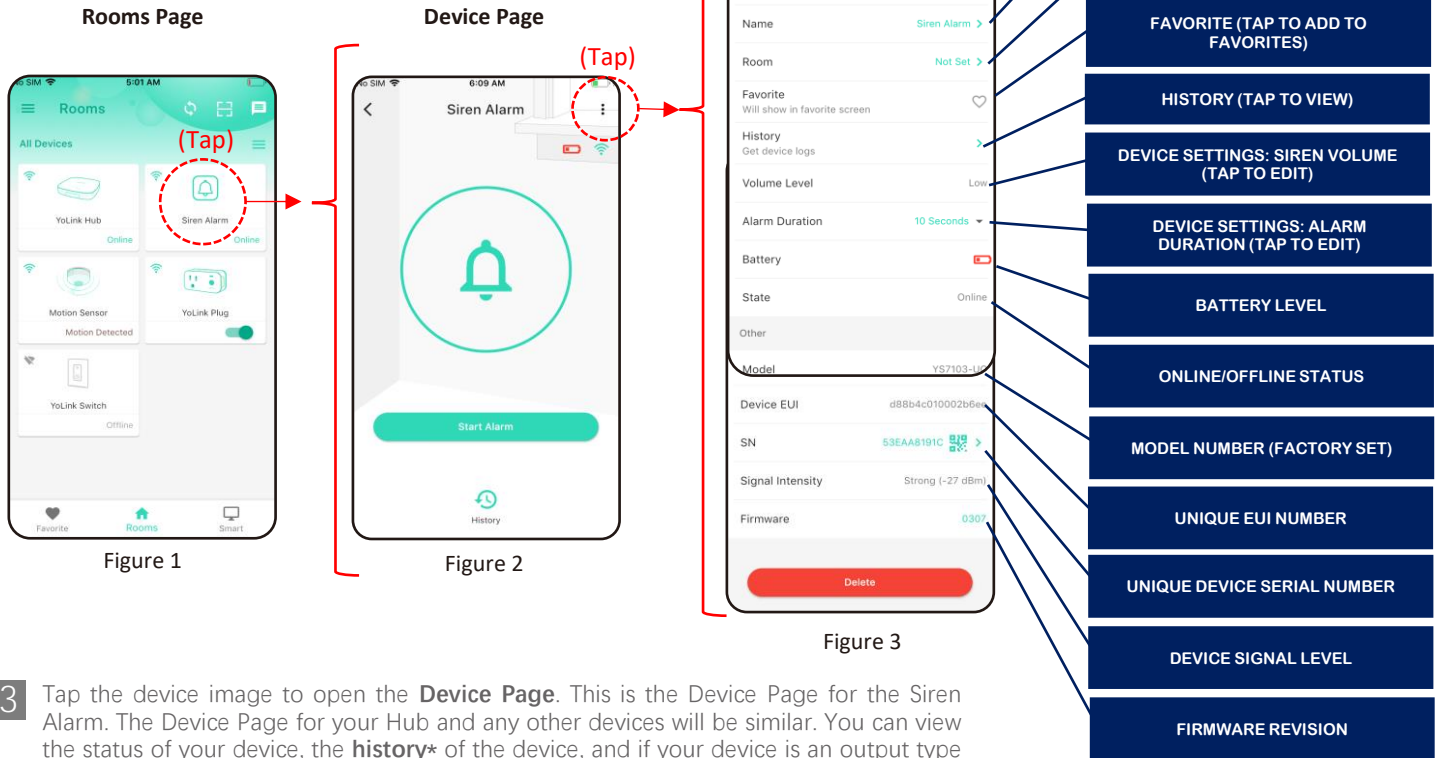 Rooms Page
No SIM 5:01 AM
Rooms
All Devices
(Tap)
YoLink Hub
Online
Siren Alarm
Online
Motion Sensor
Motion Detected
YoLink Plug
YoLink Switch
Offline
Favorite Rooms Smart
Figure 1
Device Page
(Tap)
No SIM 6:09 AM
Siren Alarm
Start Alarm
History
Figure 2
Name Siren Alarm
Room Not Set
Favorite
Will show in favorite screen
History
Get device logs
Volume Level Low
Alarm Duration 10 Seconds
Battery
State Online
Other
Model YS7103-UC
Device EUI d88b4c010002b6ee
SN 53EAA8191C
Signal Intensity Strong (-27 dBm)
Firmware 0307
Delete
Figure 3
FAVORITE (TAP TO ADD TO
FAVORITES)
HISTORY (TAP TO VIEW)
DEVICE SETTINGS: SIREN VOLUME
(TAP TO EDIT)
DEVICE SETTINGS: ALARM
DURATION (TAP TO EDIT)
BATTERY LEVEL
ONLINE/OFFLINE STATUS
MODEL NUMBER (FACTORY SET)
UNIQUE EUI NUMBER
UNIQUE DEVICE SERIAL NUMBER
DEVICE SIGNAL LEVEL
FIRMWARE REVISION
3 Tap the device image to open the Device Page. This is the Device Page for the Siren
Alarm. The Device Page for your Hub and any other devices will be similar. You can view
the status of your device, the history* of the device, and if your device is an output type